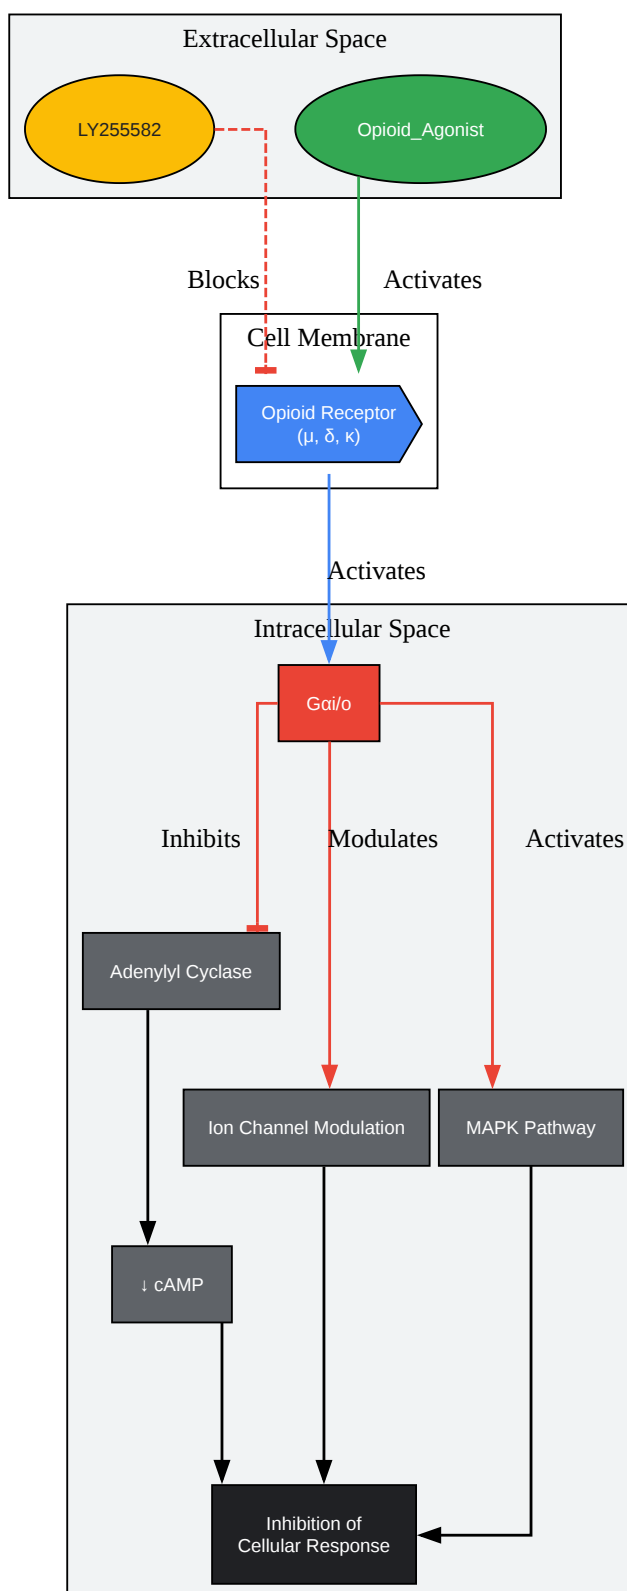 Extracellular Space
LY255582
Opioid_Agonist
Blocks
Activates
Cell Membrane
Opioid Receptor
(μ, δ, κ)
Activates
Intracellular Space
Gαi/o
Inhibits
Modulates
Activates
Adenylyl Cyclase
Ion Channel Modulation
MAPK Pathway
↓ cAMP
Inhibition of
Cellular Response